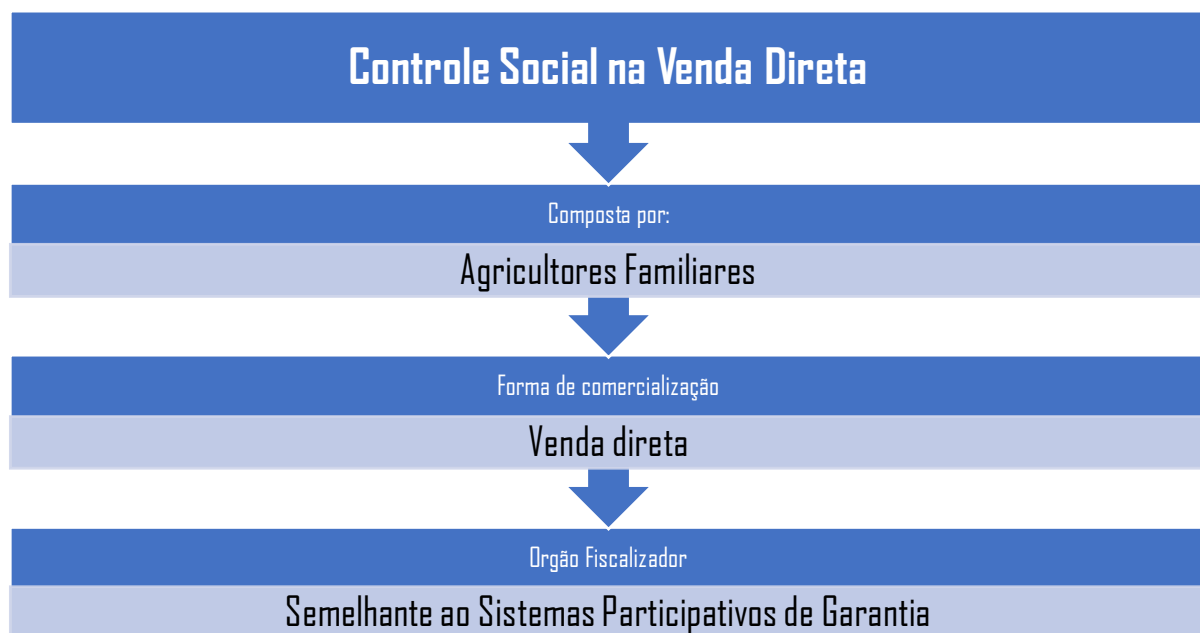 Controle Social na Venda Direta
Composta por:
Agricultores Familiares
Forma de comercialização
Venda direta
Orgão Fiscalizador
Semelhante ao Sistemas Participativos de Garantia